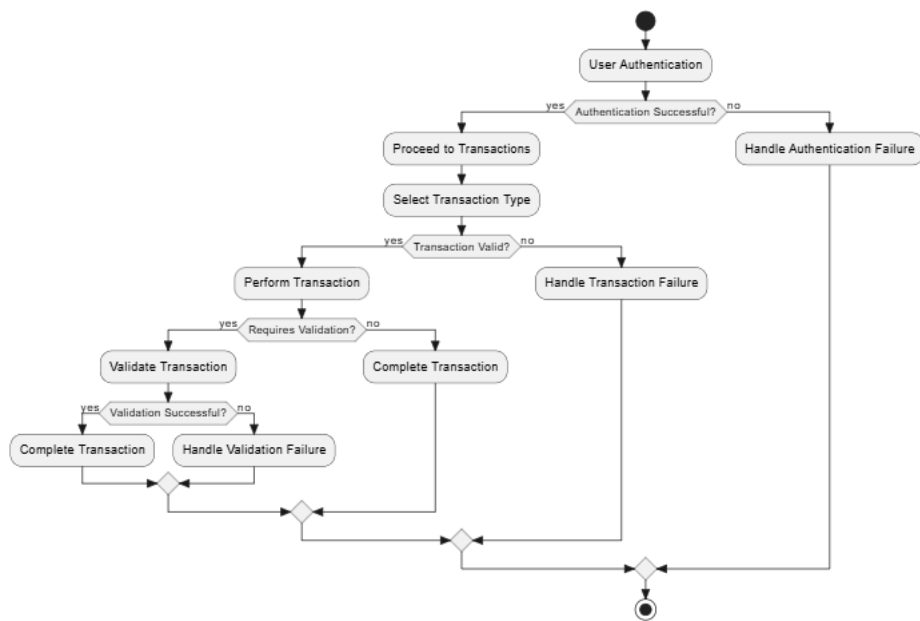 User Authentication
yes
Authentication Successful?
no
Proceed to Transactions
Handle Authentication Failure
Select Transaction Type
yes
Transaction Valid?
no
Perform Transaction
Handle Transaction Failure
yes
Requires Validation?
no
Validate Transaction
Complete Transaction
yes
Validation Successful?
no
Complete Transaction
Handle Validation Failure